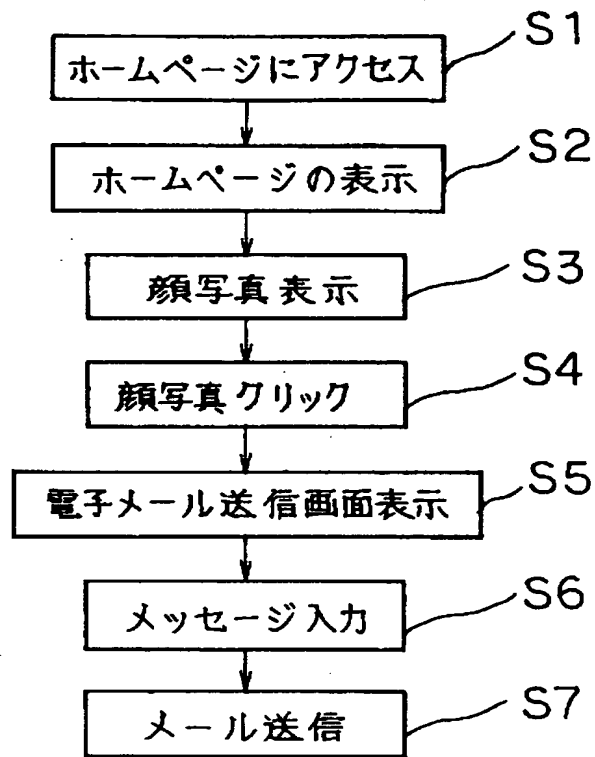 S1
ホームページにアクセス
S2
ホームページの表示
S3
顔写真表示
S4
顔写真クリック
S5
電子メール送信画面表示
S6
メッセージ入力
S7
メール送信